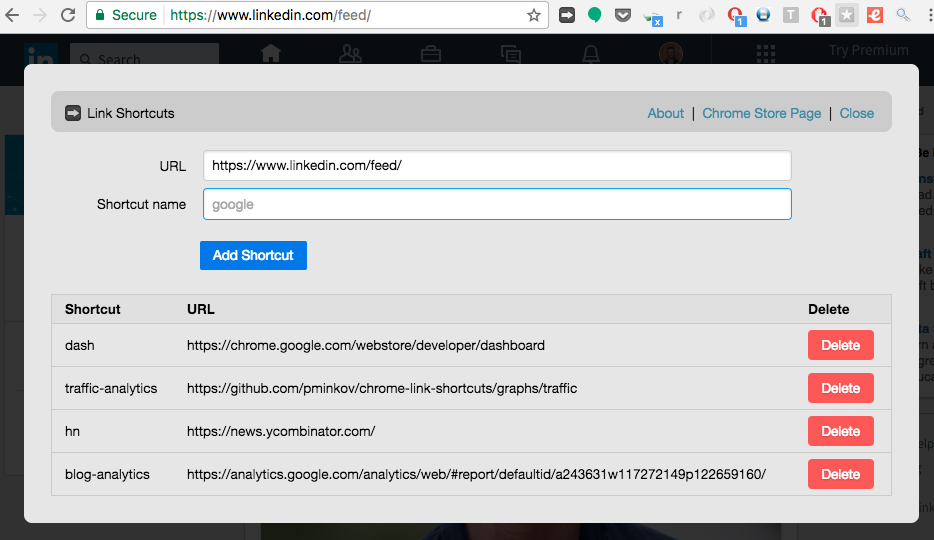 Secure https://www.linkedin.com/feed/
r x 1 T 1
in Search Try Premium
Link Shortcuts About | Chrome Store Page | Close
URL https://www.linkedin.com/feed/
Shortcut name google
Add Shortcut
Shortcut URL Delete
dash https://chrome.google.com/webstore/developer/dashboard Delete
traffic-analytics https://github.com/pminkov/chrome-link-shortcuts/graphs/traffic Delete
hn https://news.ycombinator.com/ Delete
blog-analytics https://analytics.google.com/analytics/web/#report/defaultid/a243631w117272149p122659160/ Delete